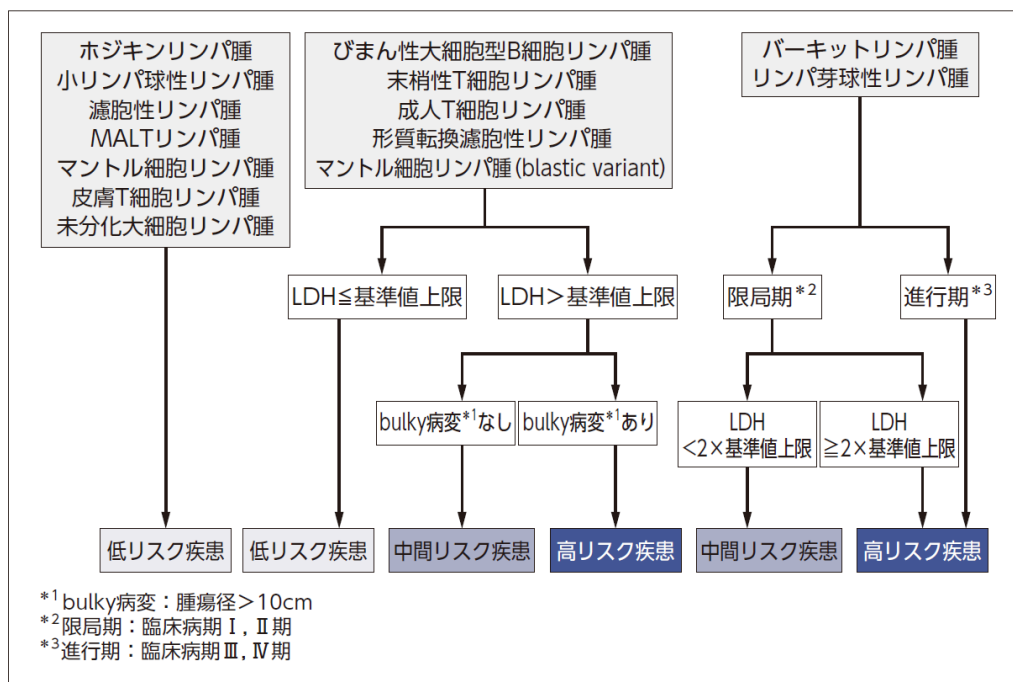 ホジキンリンパ腫
小リンパ球性リンパ腫
濾胞性リンパ腫
MALTリンパ腫
マントル細胞リンパ腫
皮膚T細胞リンパ腫
未分化大細胞リンパ腫
びまん性大細胞型B細胞リンパ腫
末梢性T細胞リンパ腫
成人T細胞リンパ腫
形質転換濾胞性リンパ腫
マントル細胞リンパ腫(blastic variant)
バーキットリンパ腫
リンパ芽球性リンパ腫
LDH≦基準値上限
LDH＞基準値上限
限局期*2
進行期*3
bulky病変*1なし
bulky病変*1あり
LDH
<2×基準値上限
LDH
≧2×基準値上限
低リスク疾患
低リスク疾患
中間リスク疾患
高リスク疾患
中間リスク疾患
高リスク疾患
*1bulky病変：腫瘍径＞10cm
*2限局期：臨床病期Ⅰ,Ⅱ期
*3進行期：臨床病期Ⅲ,Ⅳ期